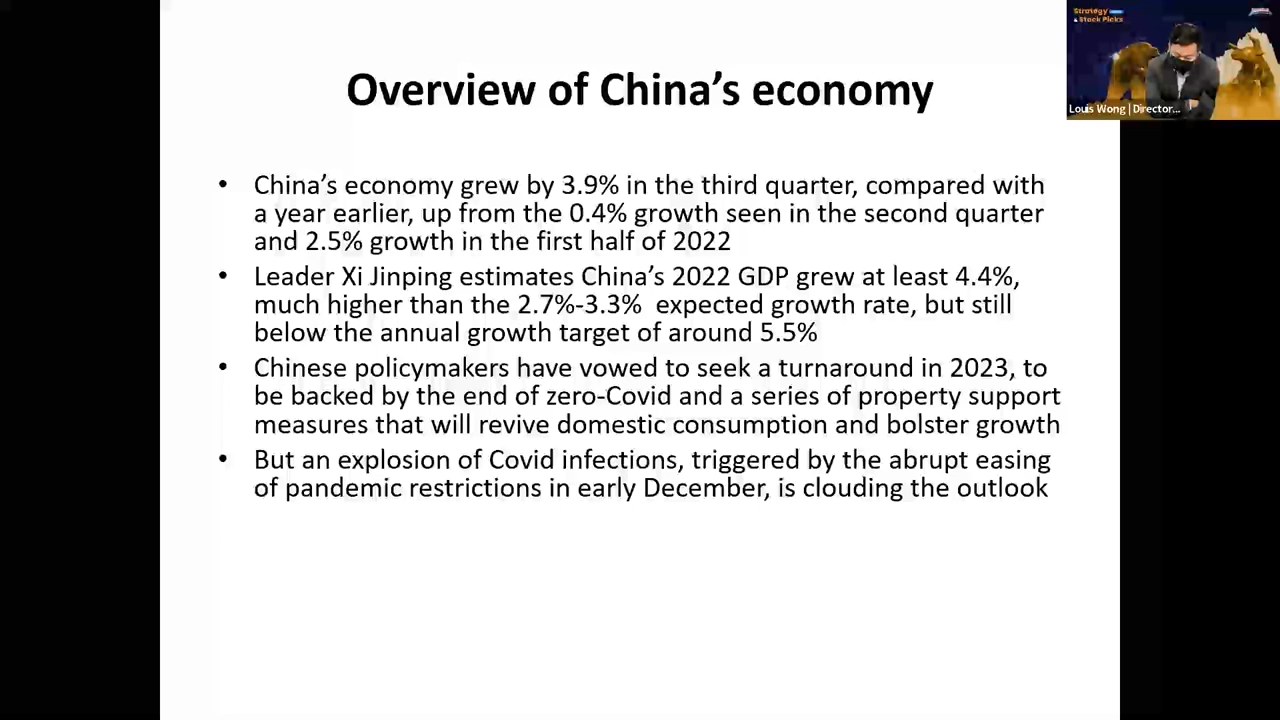 Overview of China’s economy
Strategy
& Stock Picks
Louis Wong | Director...
• China’s economy grew by 3.9% in the third quarter, compared with
a year earlier, up from the 0.4% growth seen in the second quarter
and 2.5% growth in the first half of 2022
• Leader Xi Jinping estimates China’s 2022 GDP grew at least 4.4%,
much higher than the 2.7%-3.3%  expected growth rate, but still
below the annual growth target of around 5.5%
• Chinese policymakers have vowed to seek a turnaround in 2023, to
be backed by the end of zero-Covid and a series of property support
measures that will revive domestic consumption and bolster growth
• But an explosion of Covid infections, triggered by the abrupt easing
of pandemic restrictions in early December, is clouding the outlook